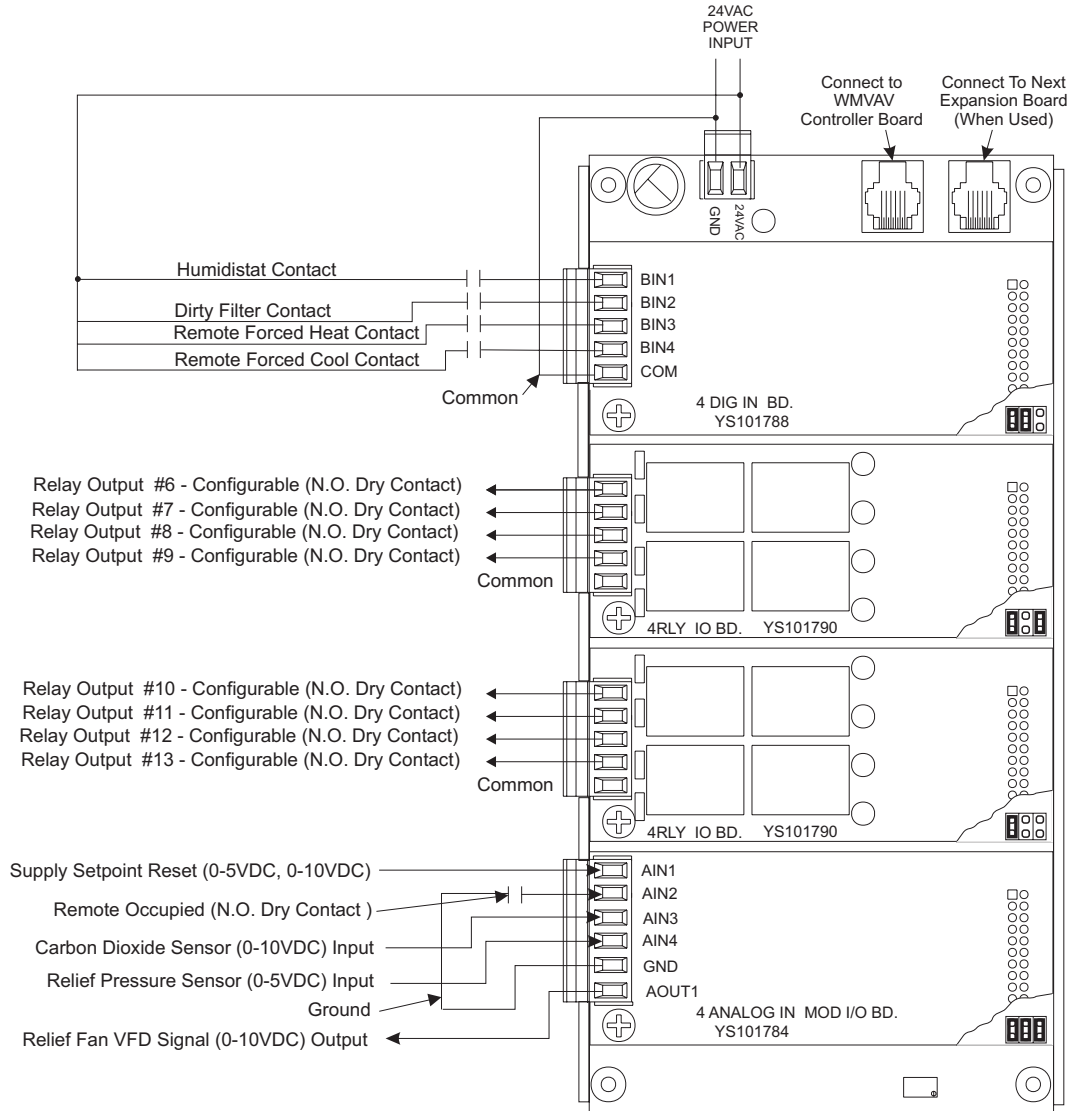 24VAC
POWER
INPUT
Connect to
WMVAV
Controller Board
Connect To Next
Expansion Board
(When Used)
GND
24VAC
Humidistat Contact
Dirty Filter Contact
Remote Forced Heat Contact
Remote Forced Cool Contact
Common
BIN1
BIN2
BIN3
BIN4
COM
4 DIG IN BD.
YS101788
Relay Output #6 - Configurable (N.O. Dry Contact)
Relay Output #7 - Configurable (N.O. Dry Contact)
Relay Output #8 - Configurable (N.O. Dry Contact)
Relay Output #9 - Configurable (N.O. Dry Contact)
Common
4RLY IO BD. YS101790
Relay Output #10 - Configurable (N.O. Dry Contact)
Relay Output #11 - Configurable (N.O. Dry Contact)
Relay Output #12 - Configurable (N.O. Dry Contact)
Relay Output #13 - Configurable (N.O. Dry Contact)
Common
4RLY IO BD. YS101790
Supply Setpoint Reset (0-5VDC, 0-10VDC)
Remote Occupied (N.O. Dry Contact )
Carbon Dioxide Sensor (0-10VDC) Input
Relief Pressure Sensor (0-5VDC) Input
Ground
Relief Fan VFD Signal (0-10VDC) Output
AIN1
AIN2
AIN3
AIN4
GND
AOUT1
4 ANALOG IN MOD I/O BD.
YS101784